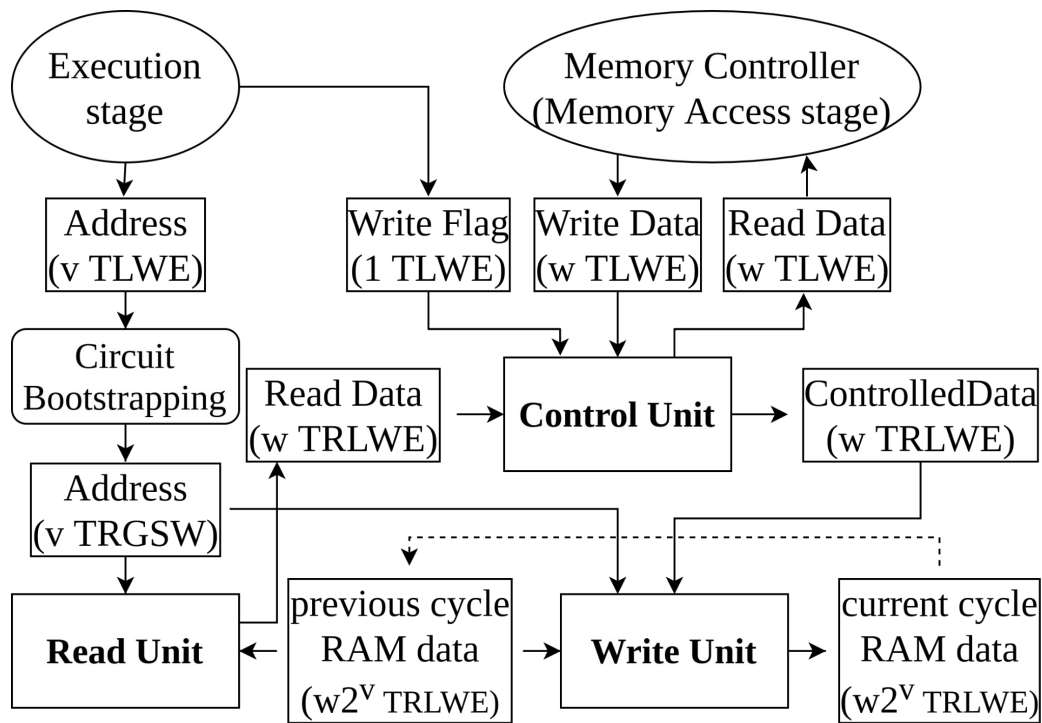 Execution
stage
Memory Controller
(Memory Access stage)
Address
(v TLWE)
Write Flag
(1 TLWE)
Write Data
(w TLWE)
Read Data
(w TLWE)
Circuit
Bootstrapping
Read Data
(w TRLWE)
Control Unit
ControlledData
(w TRLWE)
Address
(v TRGSW)
Read Unit
previous cycle
RAM data
(w2^v TRLWE)
Write Unit
current cycle
RAM data
(w2^v TRLWE)